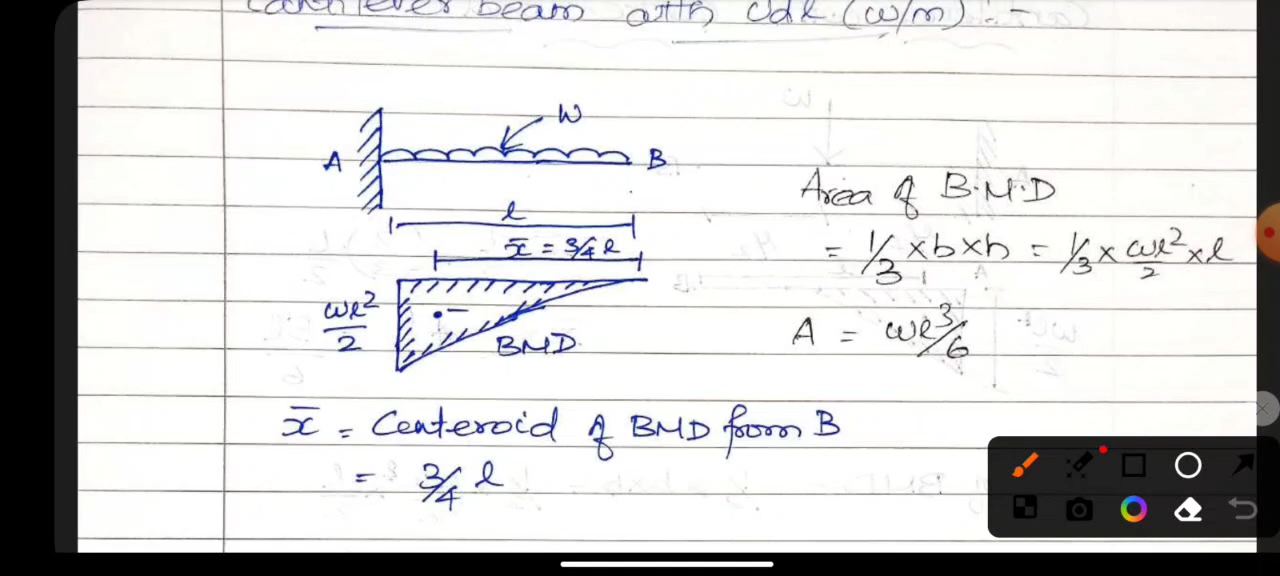 Cantilever beam with Udl (w/m) :-
W
A
B
l
x̄ = 3/4 l
wl²/2
BMD
Area of B.M.D
= 1/3 × b × h = 1/3 × wl²/2 × l
A = wl³/6
x̄ = Centeroid of BMD from B
= 3/4 l